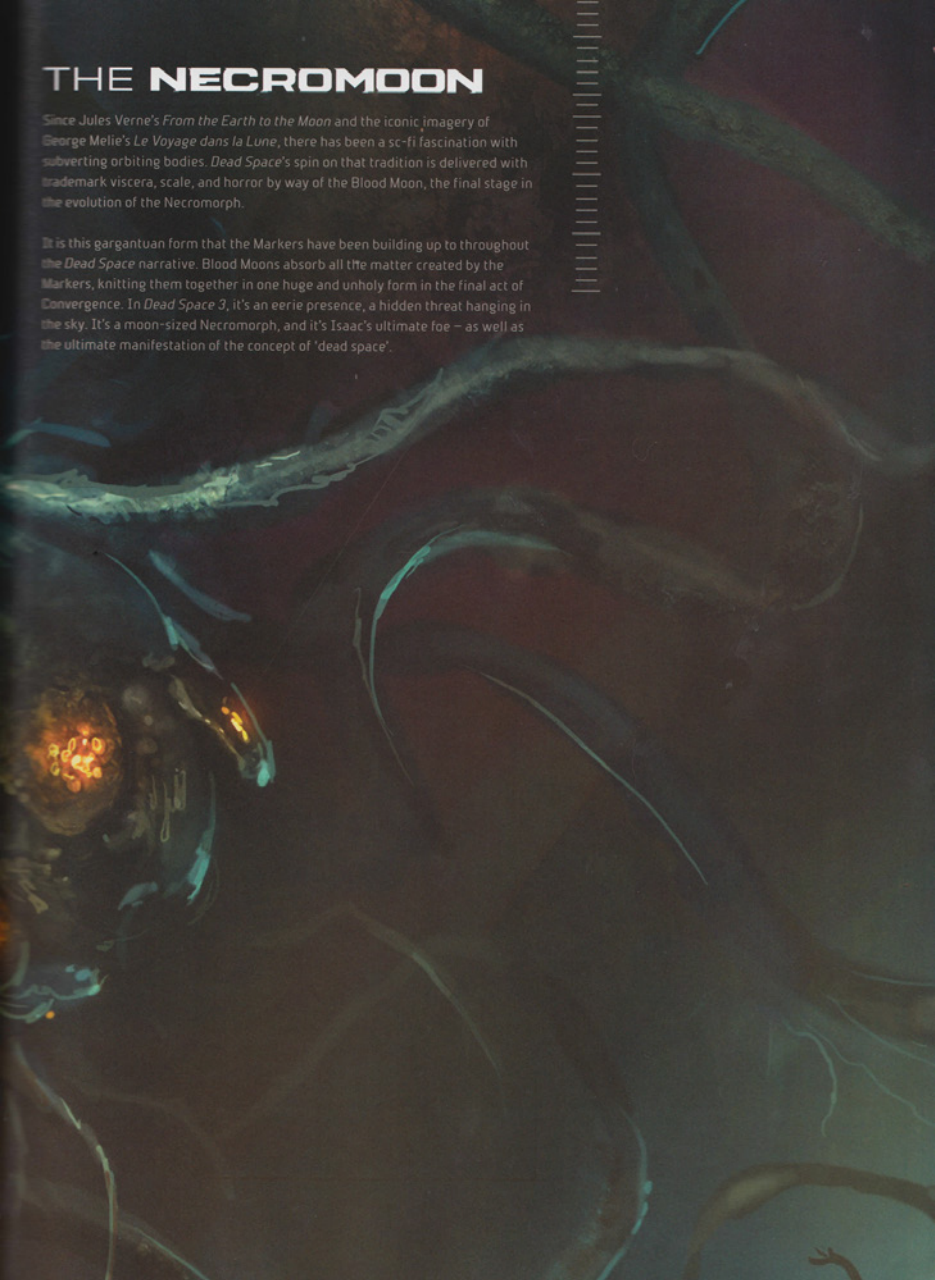 THE NECROMOON
Since Jules Verne's From the Earth to the Moon and the iconic imagery of
George Melie's Le Voyage dans la Lune, there has been a sc-fi fascination with
subverting orbiting bodies. Dead Space's spin on that tradition is delivered with
trademark viscera, scale, and horror by way of the Blood Moon, the final stage in
the evolution of the Necromorph.
It is this gargantuan form that the Markers have been building up to throughout
the Dead Space narrative. Blood Moons absorb all the matter created by the
Markers, knitting them together in one huge and unholy form in the final act of
Convergence. In Dead Space 3, it's an eerie presence, a hidden threat hanging in
the sky. It's a moon-sized Necromorph, and it's Isaac's ultimate foe – as well as
the ultimate manifestation of the concept of 'dead space'.